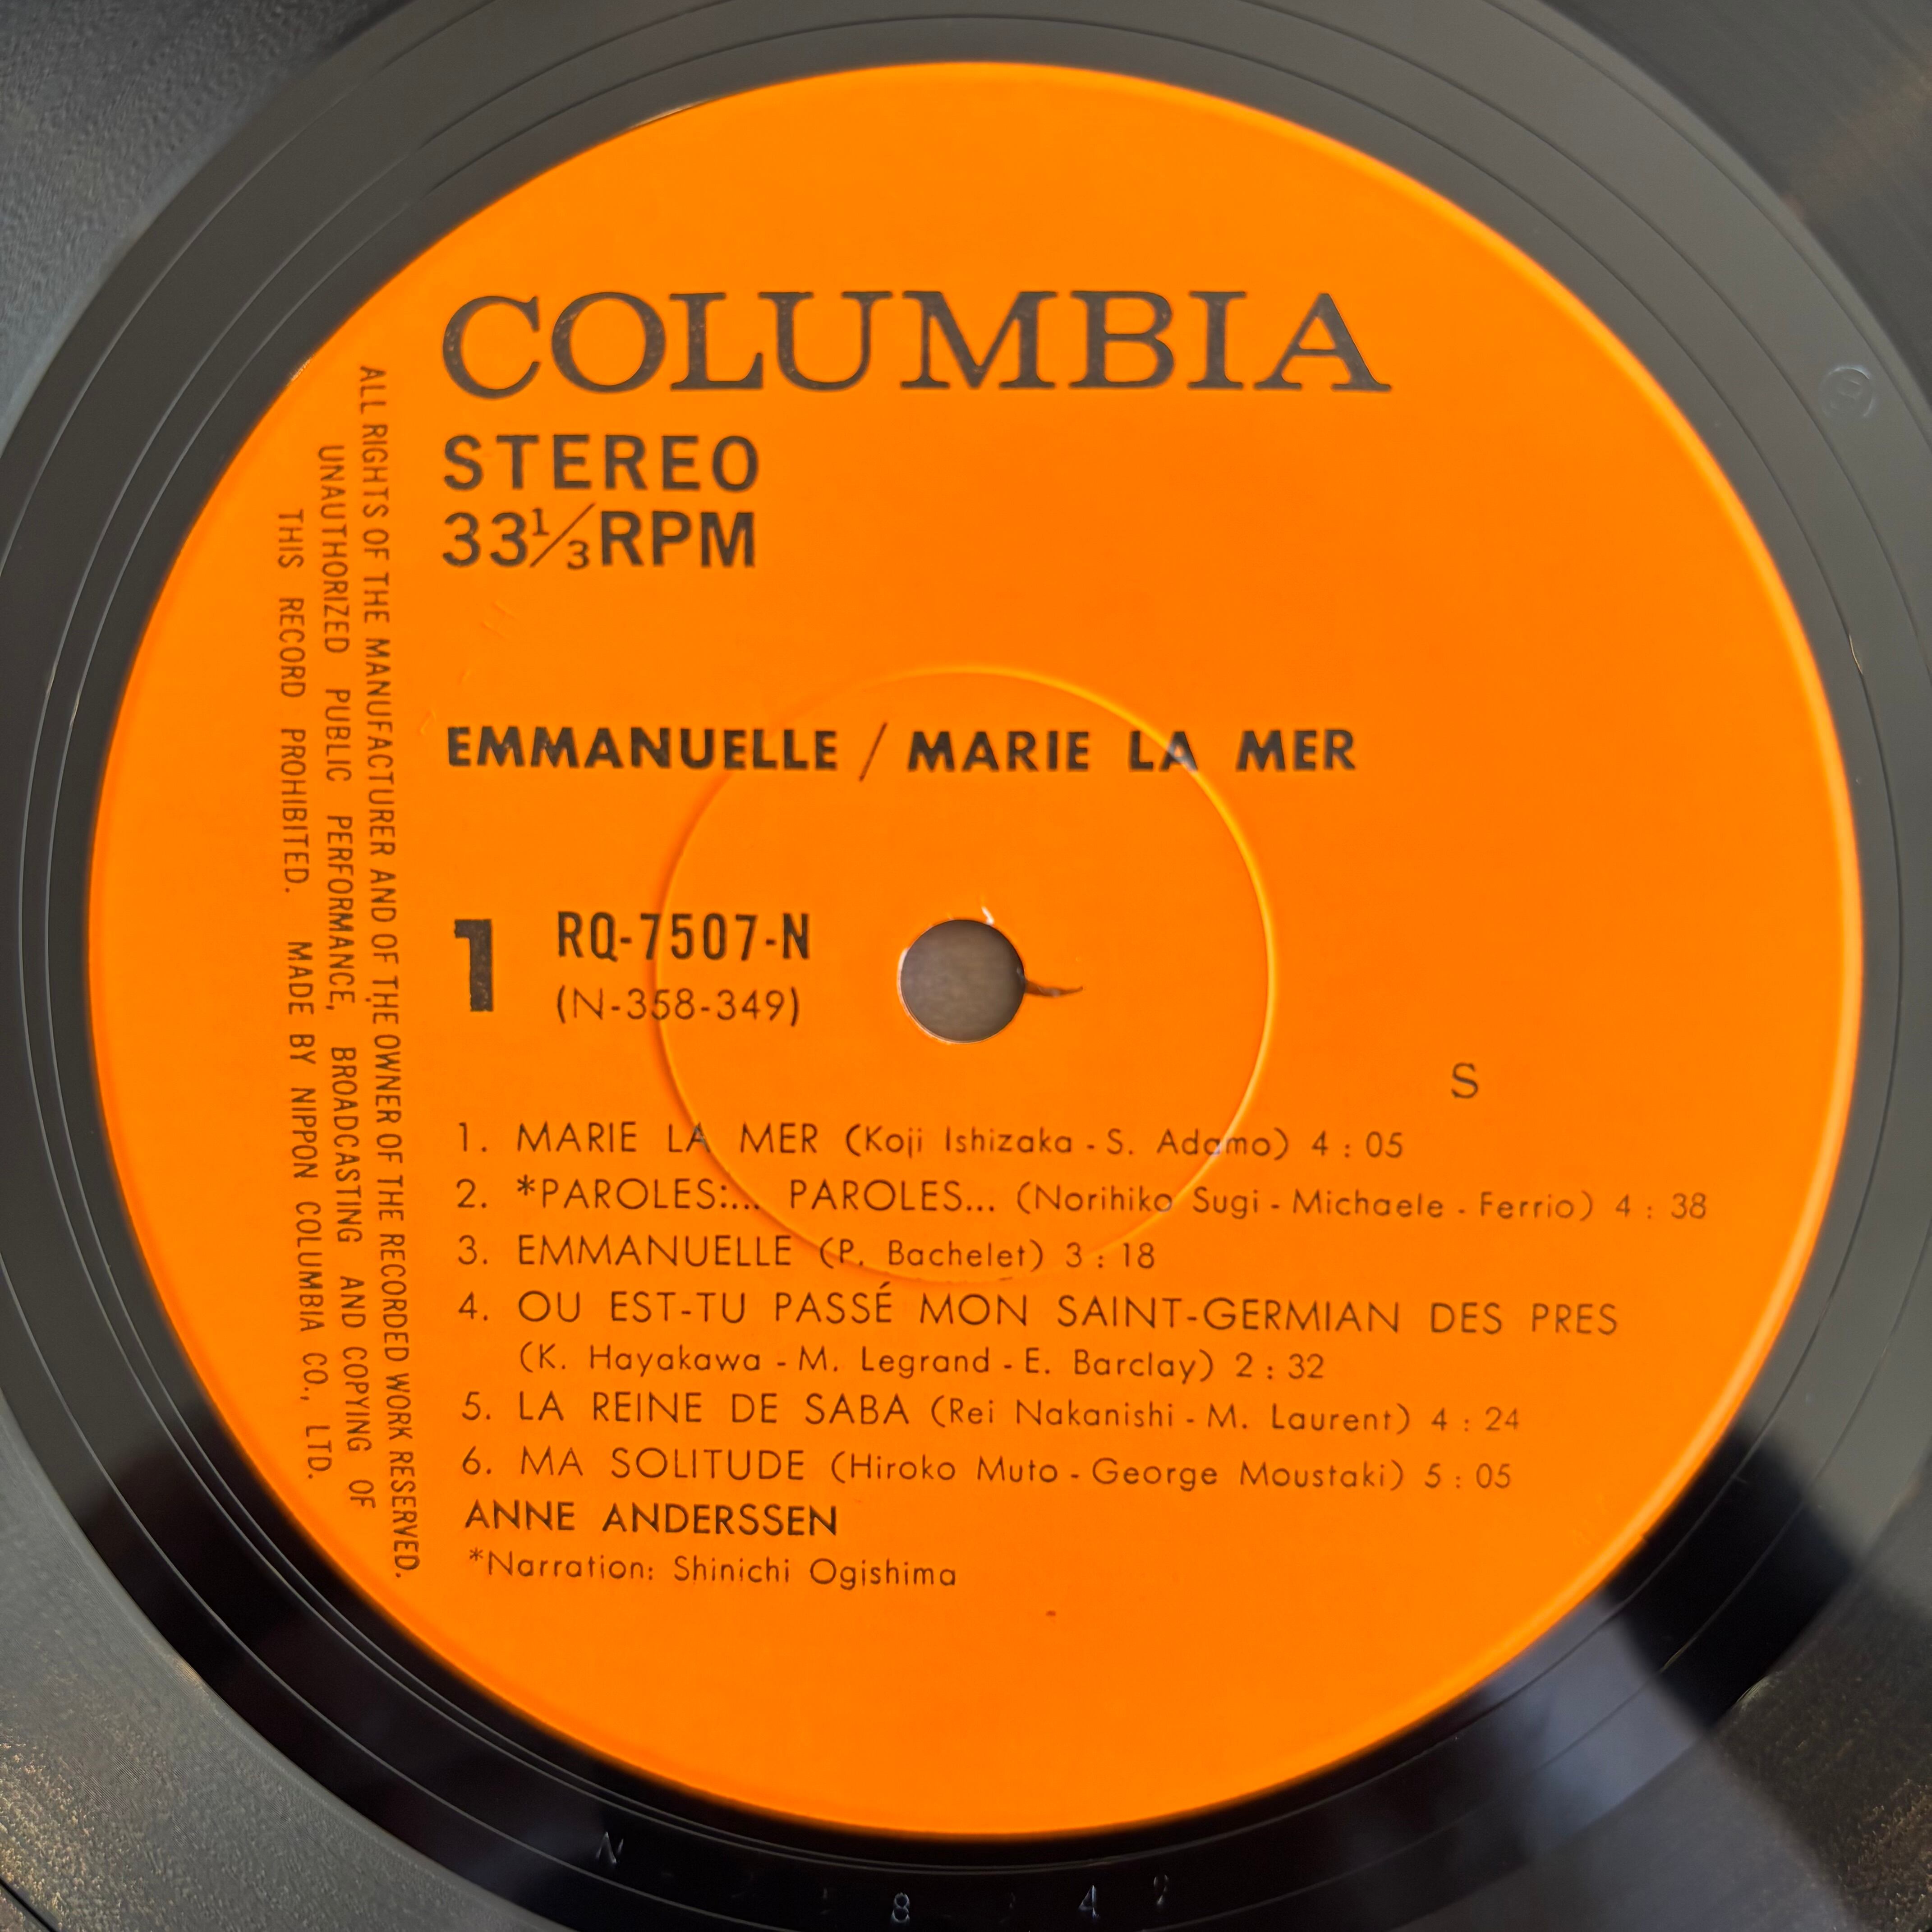 COLUMBIA
STEREO
33⅓RPM
EMMANUELLE / MARIE LA MER
1 RQ-7507-N
(N-358-349)
S
1. MARIE LA MER (Koji Ishizaka - S. Adamo) 4 : 05
2. *PAROLES:... PAROLES... (Norihiko Sugi - Michaele - Ferrio) 4 : 38
3. EMMANUELLE (P. Bachelet) 3 : 18
4. OU EST-TU PASSÉ MON SAINT-GERMIAN DES PRES
(K. Hayakawa - M. Legrand - E. Barclay) 2 : 32
5. LA REINE DE SABA (Rei Nakanishi - M. Laurent) 4 : 24
6. MA SOLITUDE (Hiroko Muto - George Moustaki) 5 : 05
ANNE ANDERSSEN
*Narration: Shinichi Ogishima
ALL RIGHTS OF THE MANUFACTURER AND OF THE OWNER OF THE RECORDED WORK RESERVED.
UNAUTHORIZED PUBLIC PERFORMANCE, BROADCASTING AND COPYING OF
THIS RECORD PROHIBITED. MADE BY NIPPON COLUMBIA CO., LTD.